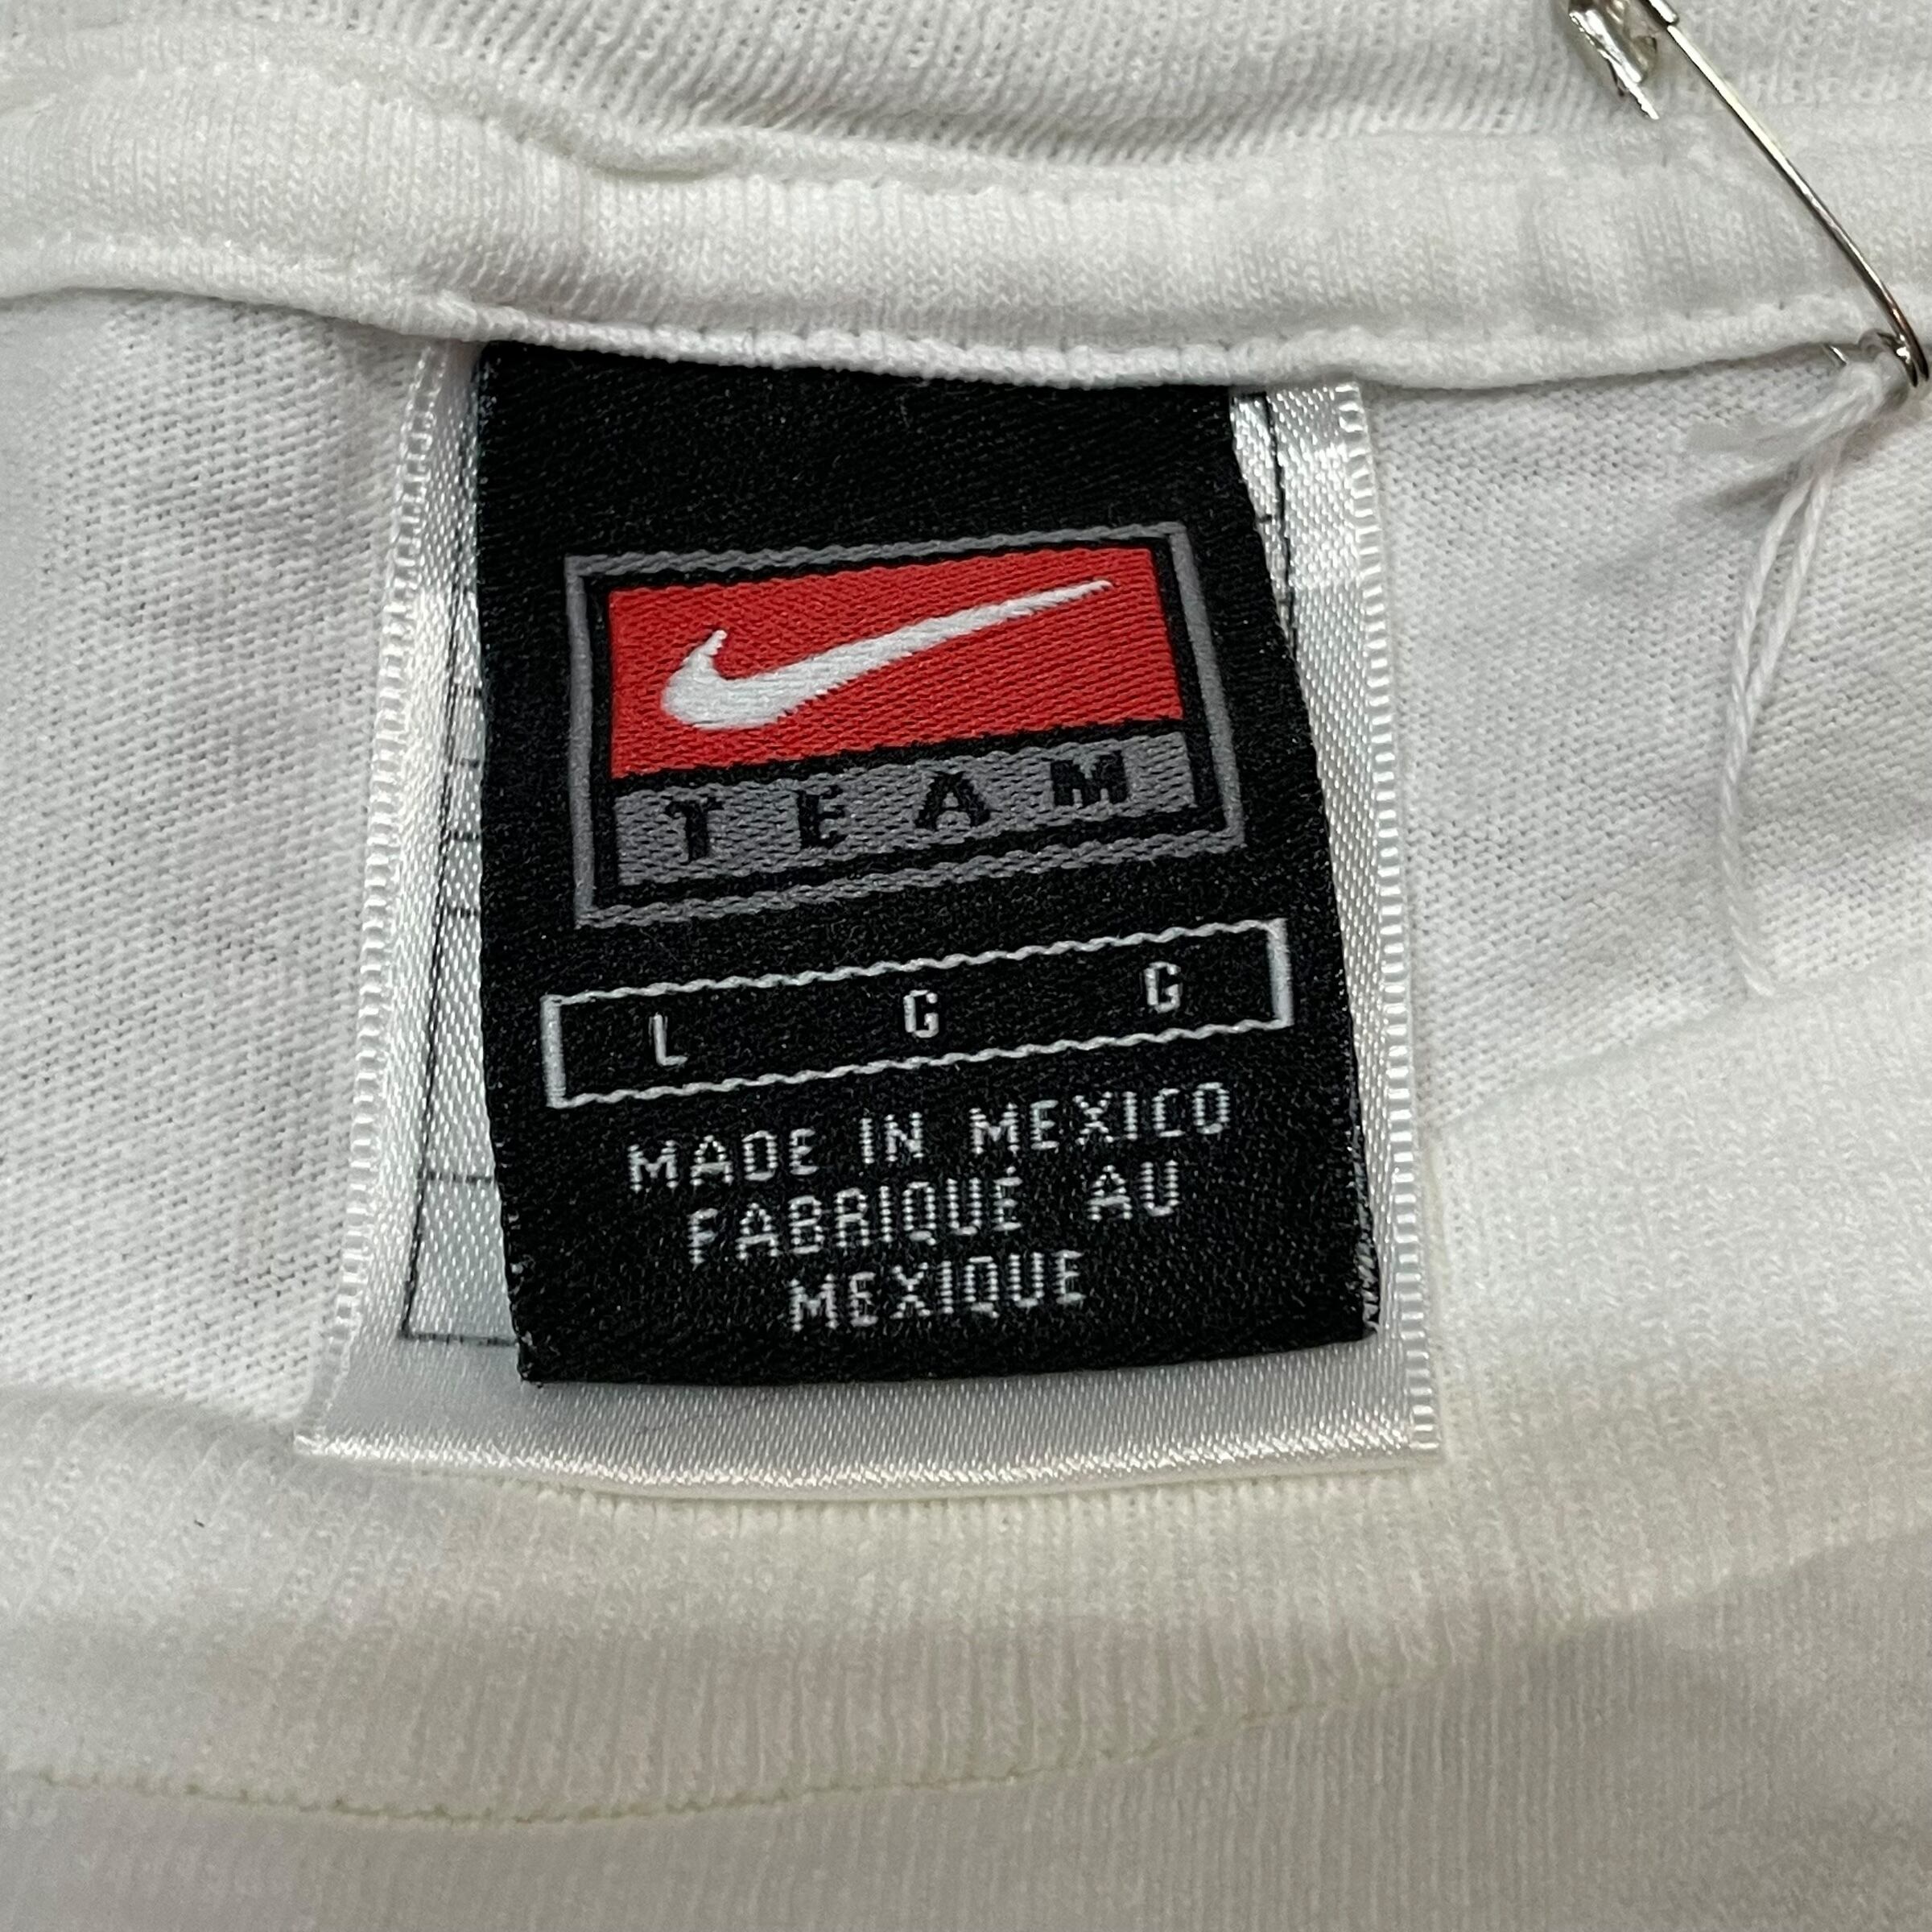 TEAM
L G G
MADE IN MEXICO
FABRIQUÉ AU
MEXIQUE